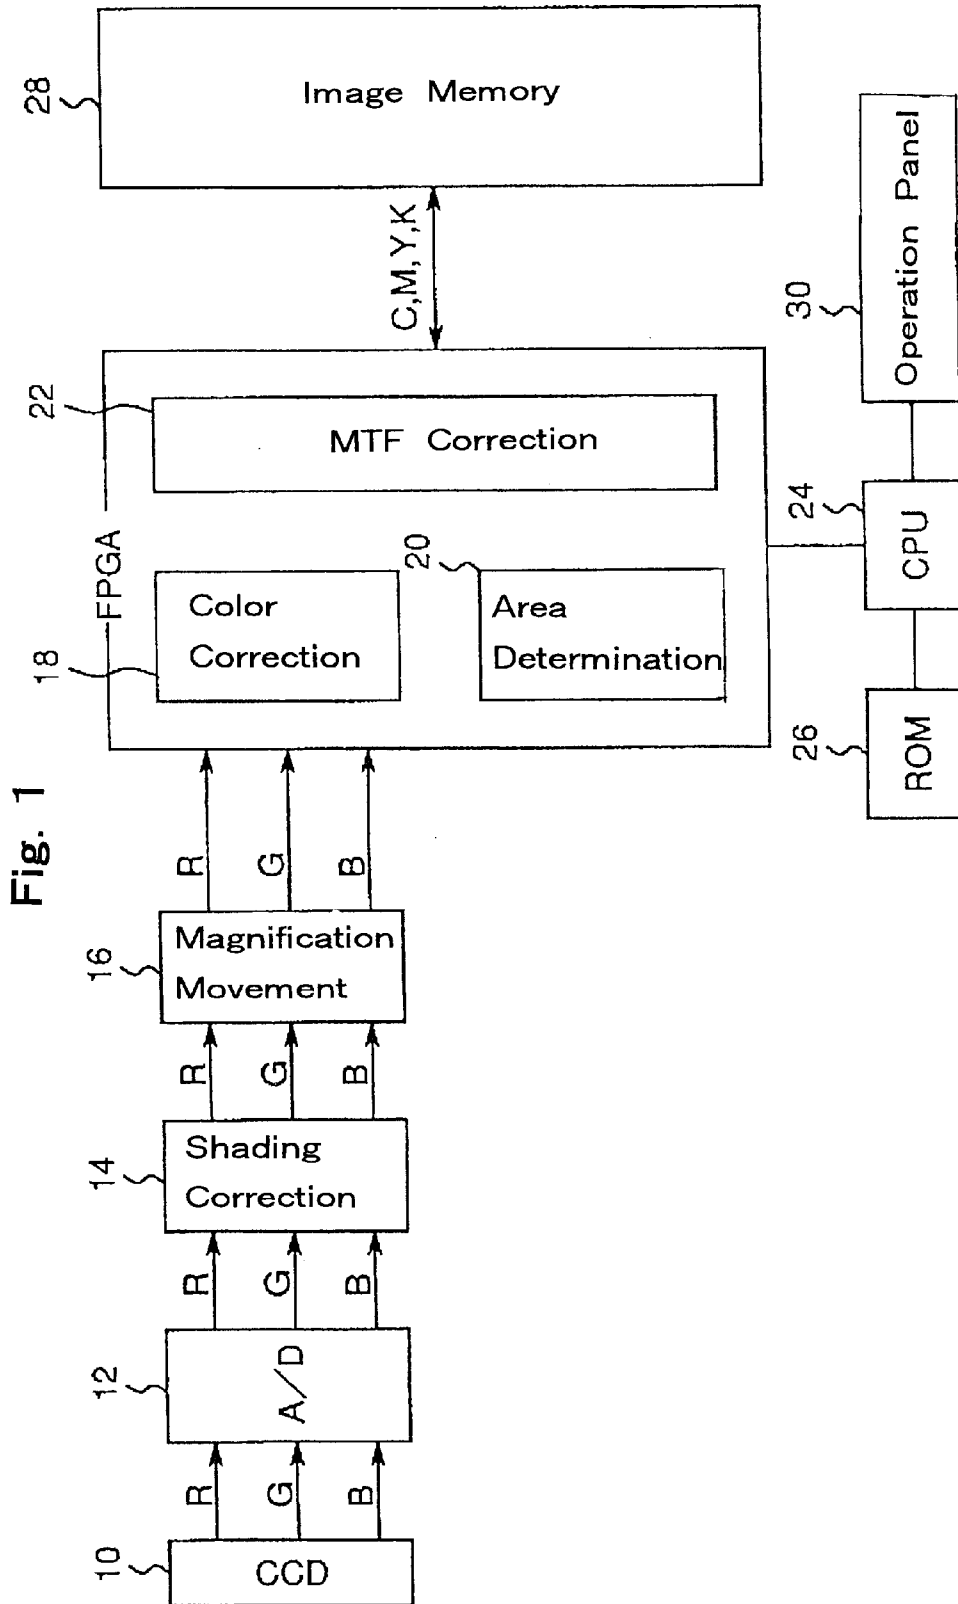 Fig. 1
28
Image Memory
C,M,Y,K
FPGA
22
MTF Correction
18
Color
Correction
20
Area
Determination
30
Operation Panel
24
CPU
26
ROM
R
G
B
16
Magnification
Movement
R
G
B
14
Shading
Correction
R
G
B
12
A/D
R
G
B
10
CCD